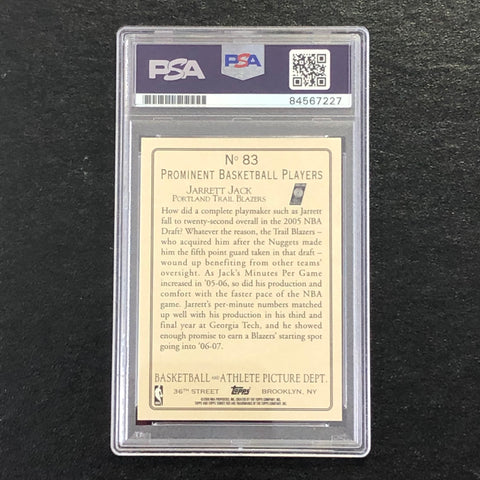 PSA
PSA
84567227
No 83
PROMINENT BASKETBALL PLAYERS
JARRETT JACK
PORTLAND TRAIL BLAZERS
How did a complete playmaker such as Jarrett
fall to twenty-second overall in the 2005 NBA
Draft? Whatever the reason, the Trail Blazers –
who acquired him after the Nuggets made
him the fifth point guard taken in that draft –
wound up benefiting from other teams'
oversight. As Jack's Minutes Per Game
increased in '05-06, so did his production and
comfort with the faster pace of the NBA
game. Jarrett's per-minute numbers matched
up well with his production in his third and
final year at Georgia Tech, and he showed
enough promise to earn a Blazers' starting spot
going into '06-07.
BASKETBALL AND ATHLETE PICTURE DEPT.
36TH STREET Topps BROOKLYN, NY
NBA